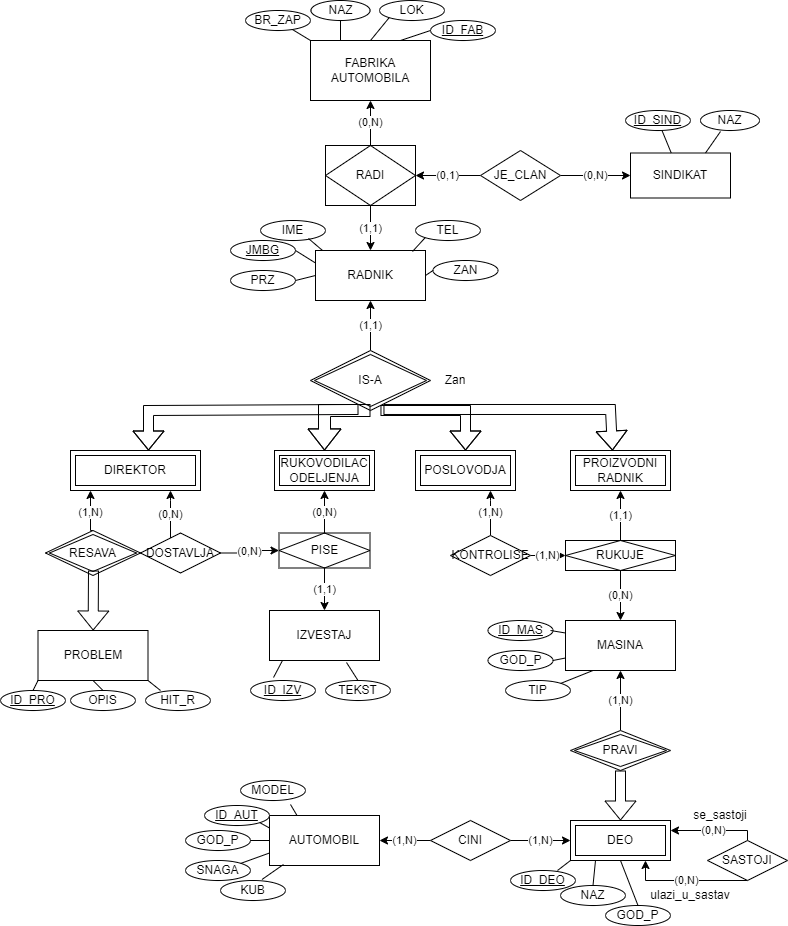 NAZ
LOK
BR_ZAP
ID_FAB
FABRIKA
AUTOMOBILA
(0,N)
ID_SIND
NAZ
RADI
(0,1)
JE_CLAN
(0,N)
SINDIKAT
(1,1)
IME
TEL
JMBG
PRZ
RADNIK
ZAN
(1,1)
IS-A
Zan
DIREKTOR
RUKOVODILAC
ODELJENJA
POSLOVODJA
PROIZVODNI
RADNIK
(1,N)
(0,N)
(0,N)
(1,N)
(1,1)
RESAVA
DOSTAVLJA
(0,N)
PISE
KONTROLISE
(1,N)
RUKUJE
(1,1)
(0,N)
PROBLEM
IZVESTAJ
ID_MAS
MASINA
GOD_P
TIP
ID_PRO
OPIS
HIT_R
ID_IZV
TEKST
(1,N)
PRAVI
MODEL
ID_AUT
GOD_P
AUTOMOBIL
SNAGA
KUB
(1,N)
CINI
(1,N)
DEO
se_sastoji
(0,N)
SASTOJI
(0,N)
ulazi_u_sastav
ID_DEO
NAZ
GOD_P